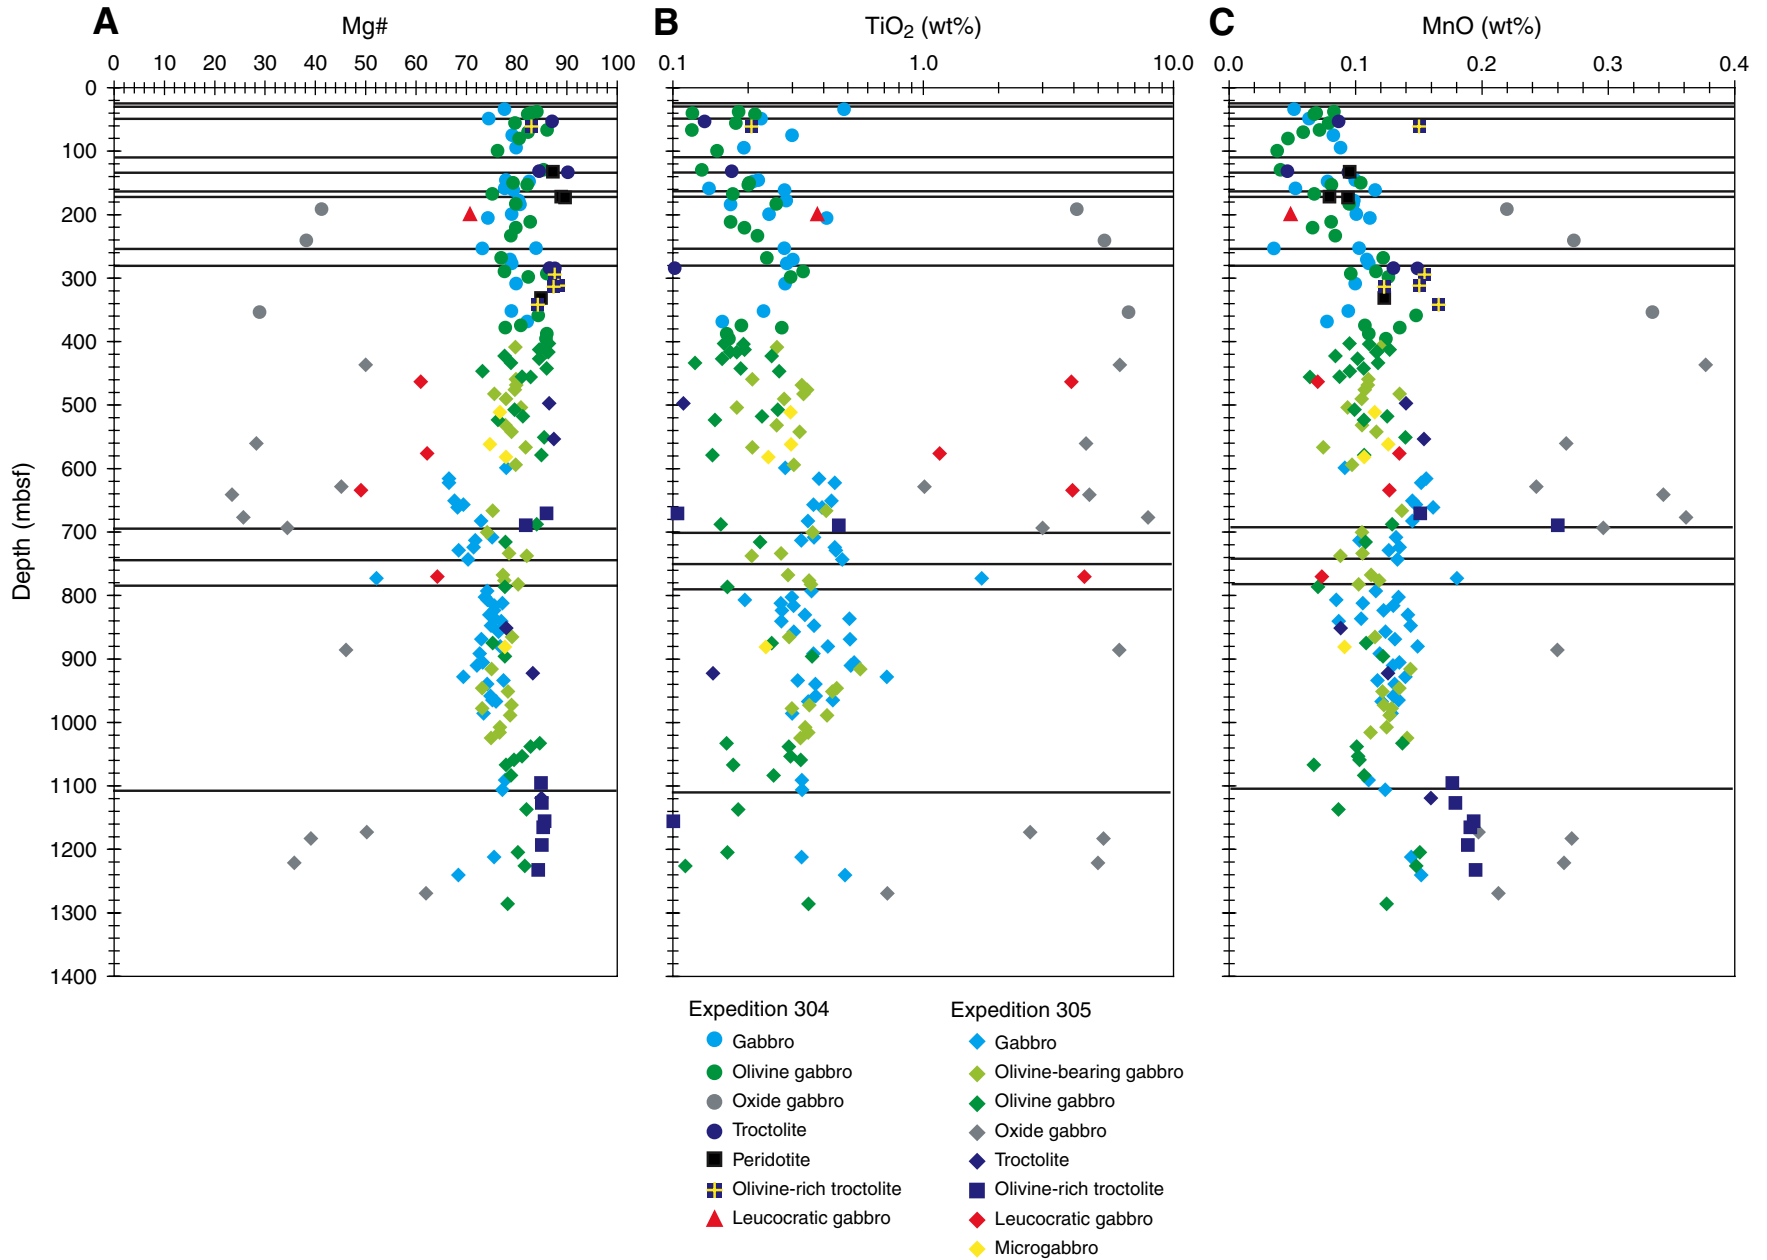 A Mg# B TiO2 (wt%) C MnO (wt%)
0 10 20 30 40 50 60 70 80 90 100 0.1 1.0 10.0 0.0 0.1 0.2 0.3 0.4
0
100
200
300
400
500
600
700
800
900
1000
1100
1200
1300
1400
Depth (mbsf)
Expedition 304
Gabbro
Olivine gabbro
Oxide gabbro
Troctolite
Peridotite
Olivine-rich troctolite
Leucocratic gabbro
Expedition 305
Gabbro
Olivine-bearing gabbro
Olivine gabbro
Oxide gabbro
Troctolite
Olivine-rich troctolite
Leucocratic gabbro
Microgabbro